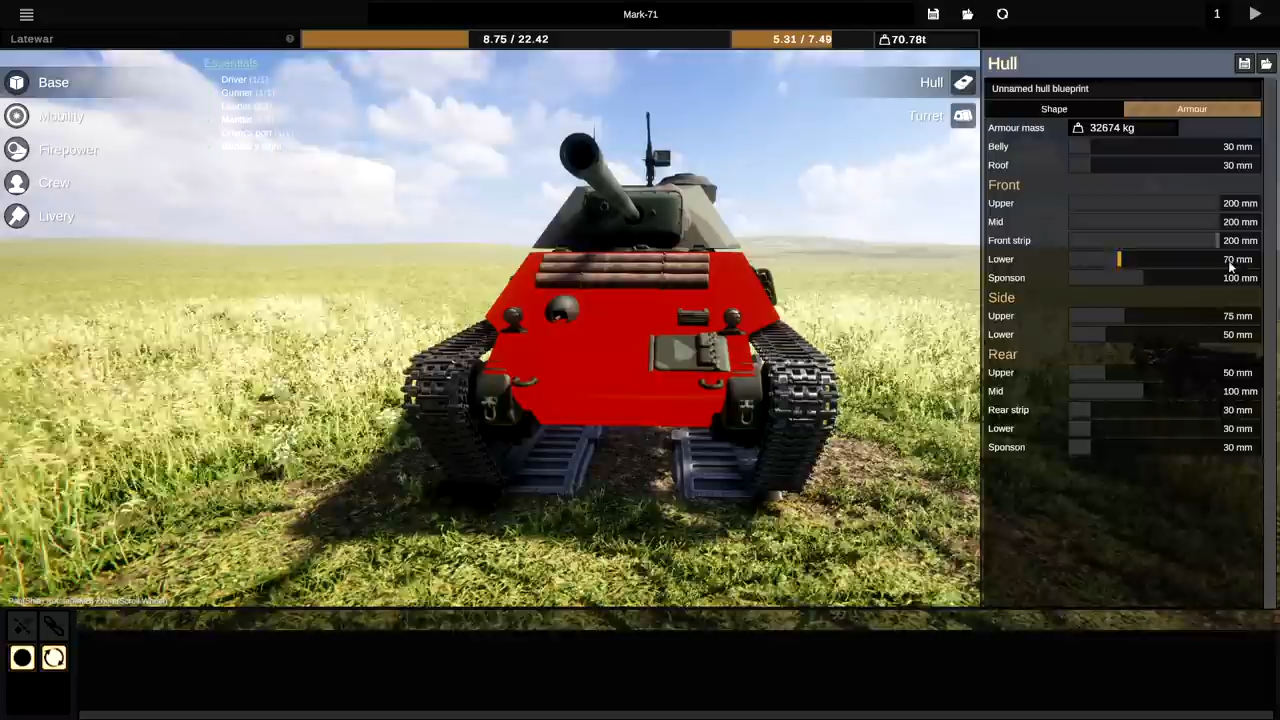 Mark-71
1
Latewar
8.75 / 22.42
5.31 / 7.49
70.78t
Base
Mobility
Firepower
Crew
Livery
Essentials
Driver (1/1)
Gunner (1/1)
Hull
Turret
Hull
Unnamed hull blueprint
Shape
Armour
Armour mass
32674 kg
Belly
30 mm
Roof
30 mm
Front
Upper
200 mm
Mid
200 mm
Front strip
200 mm
Lower
70 mm
Sponson
100 mm
Side
Upper
75 mm
Lower
50 mm
Rear
Upper
50 mm
Mid
100 mm
Rear strip
30 mm
Lower
30 mm
Sponson
30 mm